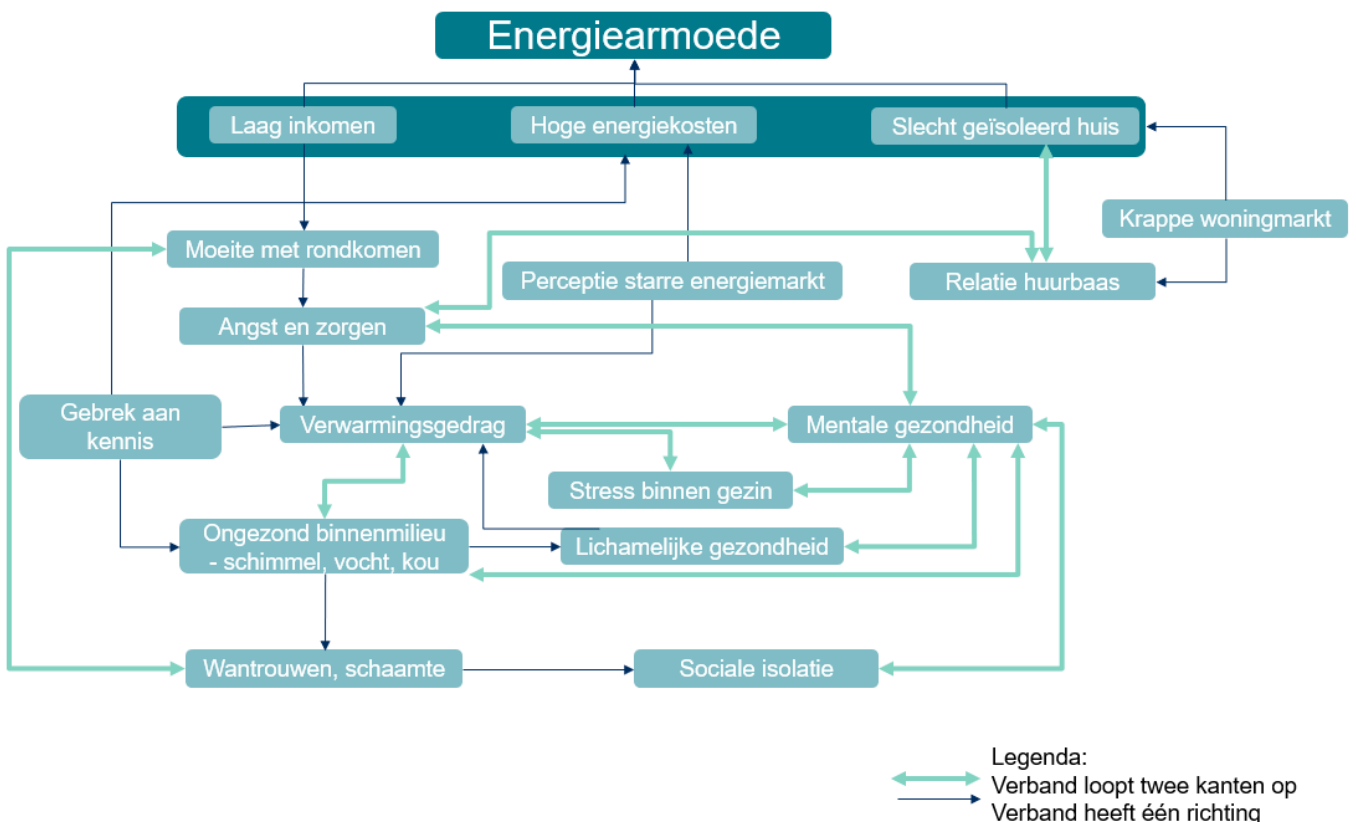 Energiearmoede
Laag inkomen
Hoge energiekosten
Slecht geïsoleerd huis
Krappe woningmarkt
Moeite met rondkomen
Perceptie starre energiemarkt
Relatie huurbaas
Angst en zorgen
Gebrek aan
kennis
Verwarmingsgedrag
Mentale gezondheid
Stress binnen gezin
Ongezond binnenmilieu
- schimmel, vocht, kou
Lichamelijke gezondheid
Wantrouwen, schaamte
Sociale isolatie
Legenda:
Verband loopt twee kanten op
Verband heeft één richting